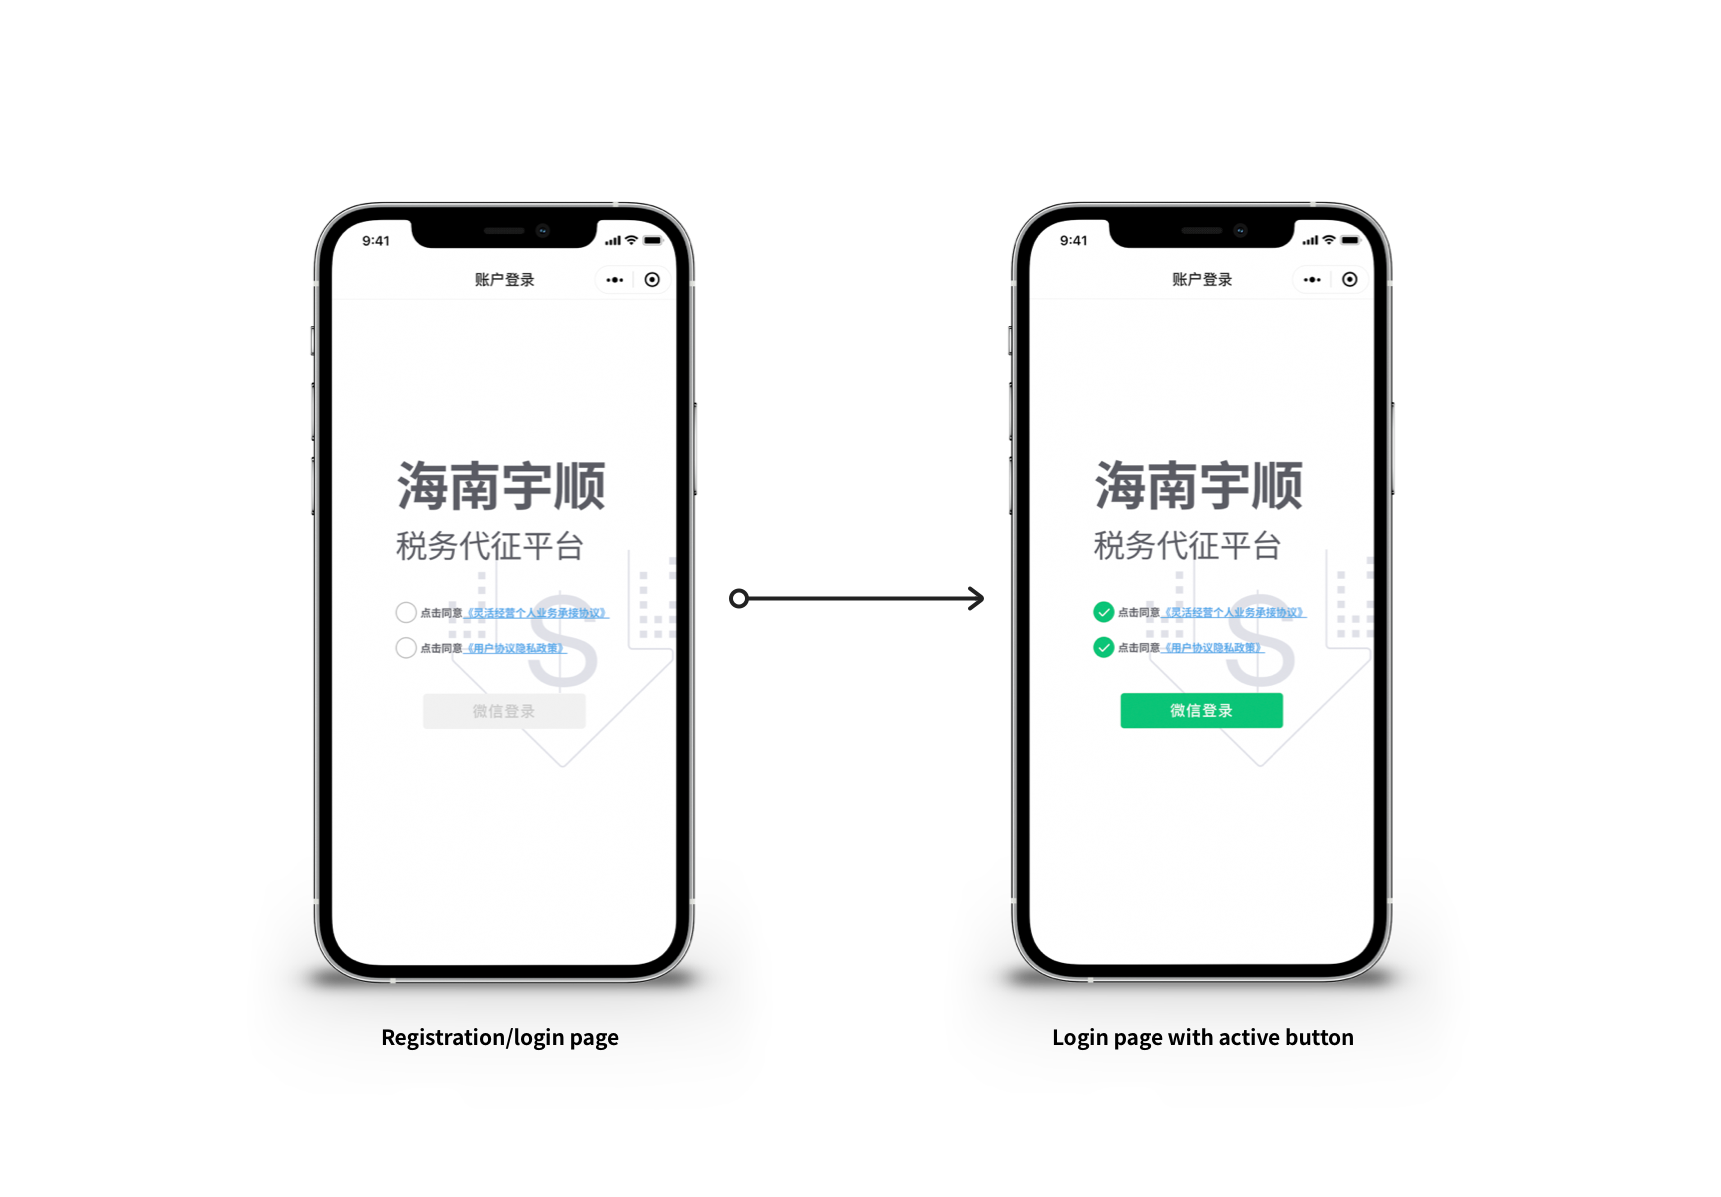 9:41
账户登录
海南宇顺
税务代征平台
点击同意《灵活经营个人业务承接协议》
点击同意《用户协议隐私政策》
$
微信登录
Registration/login page
9:41
账户登录
海南宇顺
税务代征平台
点击同意《灵活经营个人业务承接协议》
点击同意《用户协议隐私政策》
$
微信登录
Login page with active button